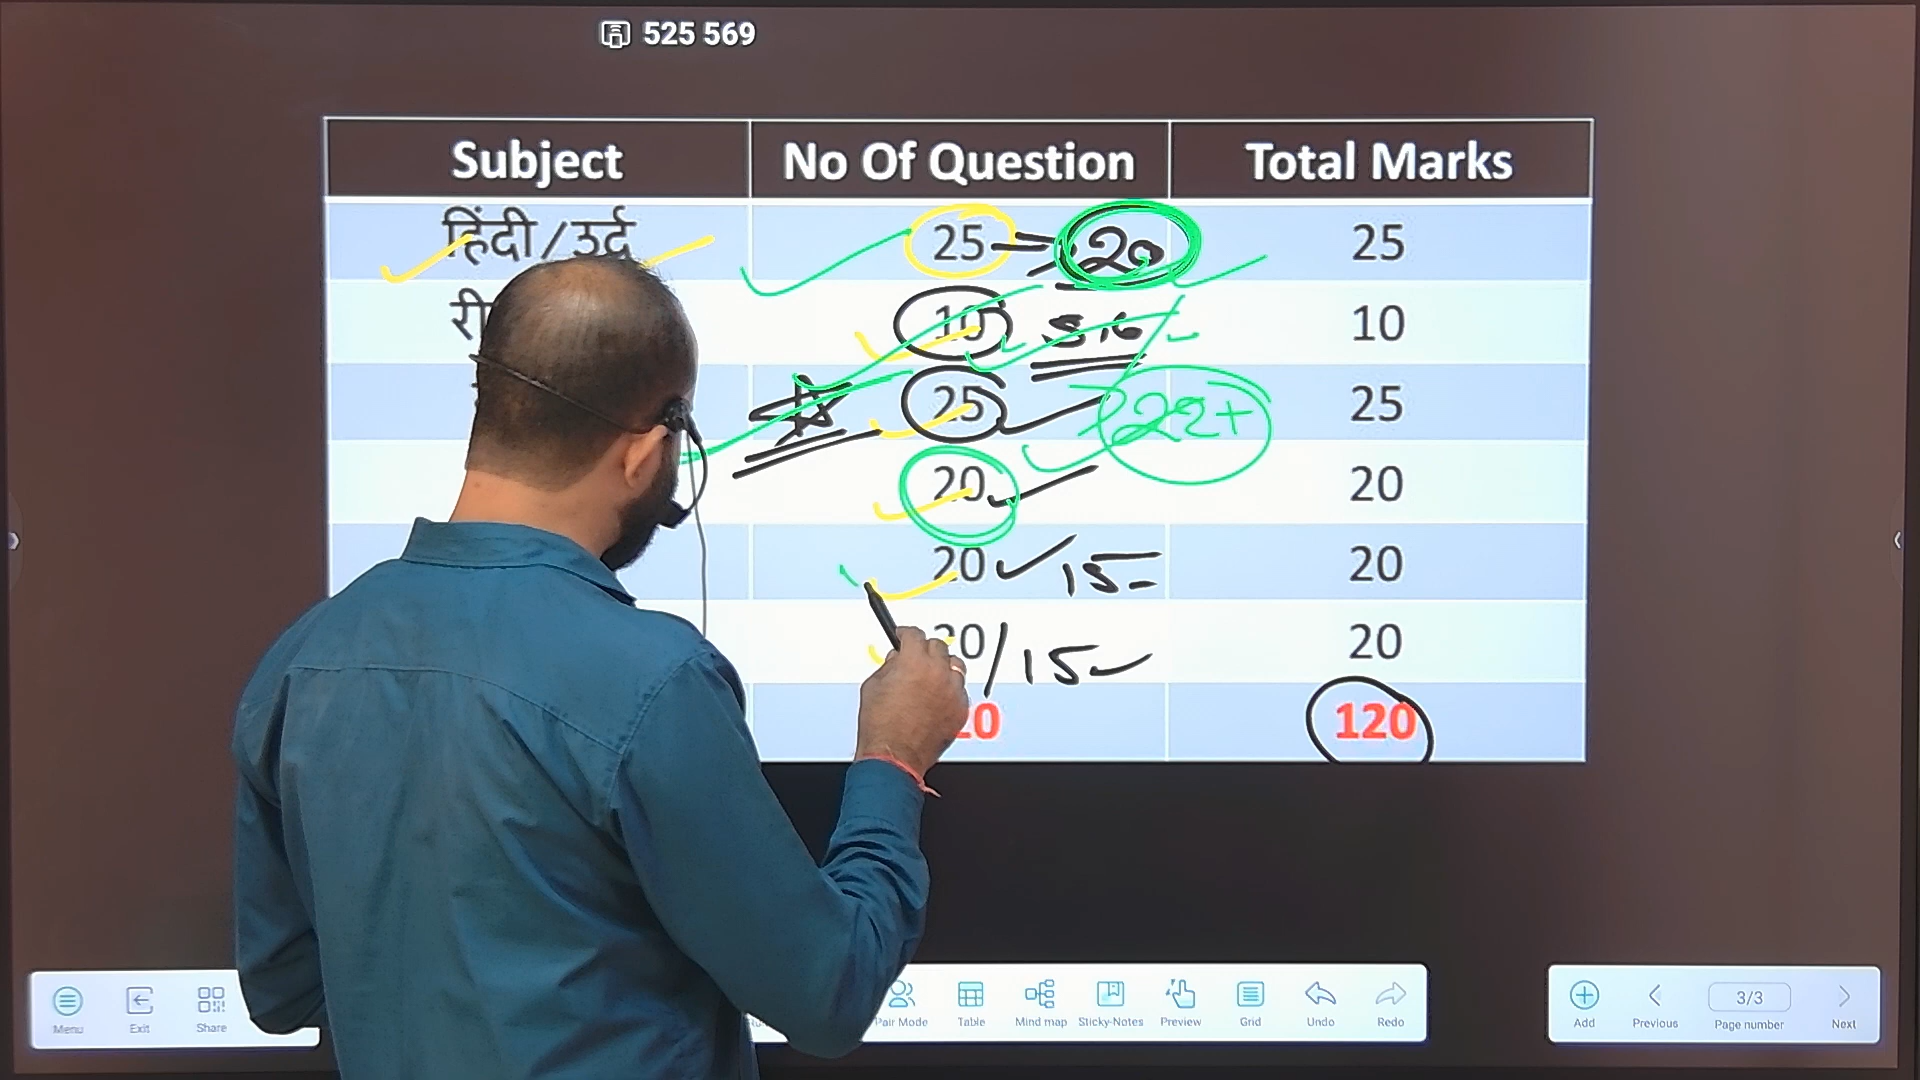 525 569
Subject No Of Question Total Marks
हिंदी/उर्दू 25 = 20 25
10 10
25 22+ 25
20 20
20 15 20
20 / 15 20
120
Menu Exit Share Pair Mode Table Mind map Sticky-Notes Preview Grid Undo Redo Add Previous 3/3 Page number Next